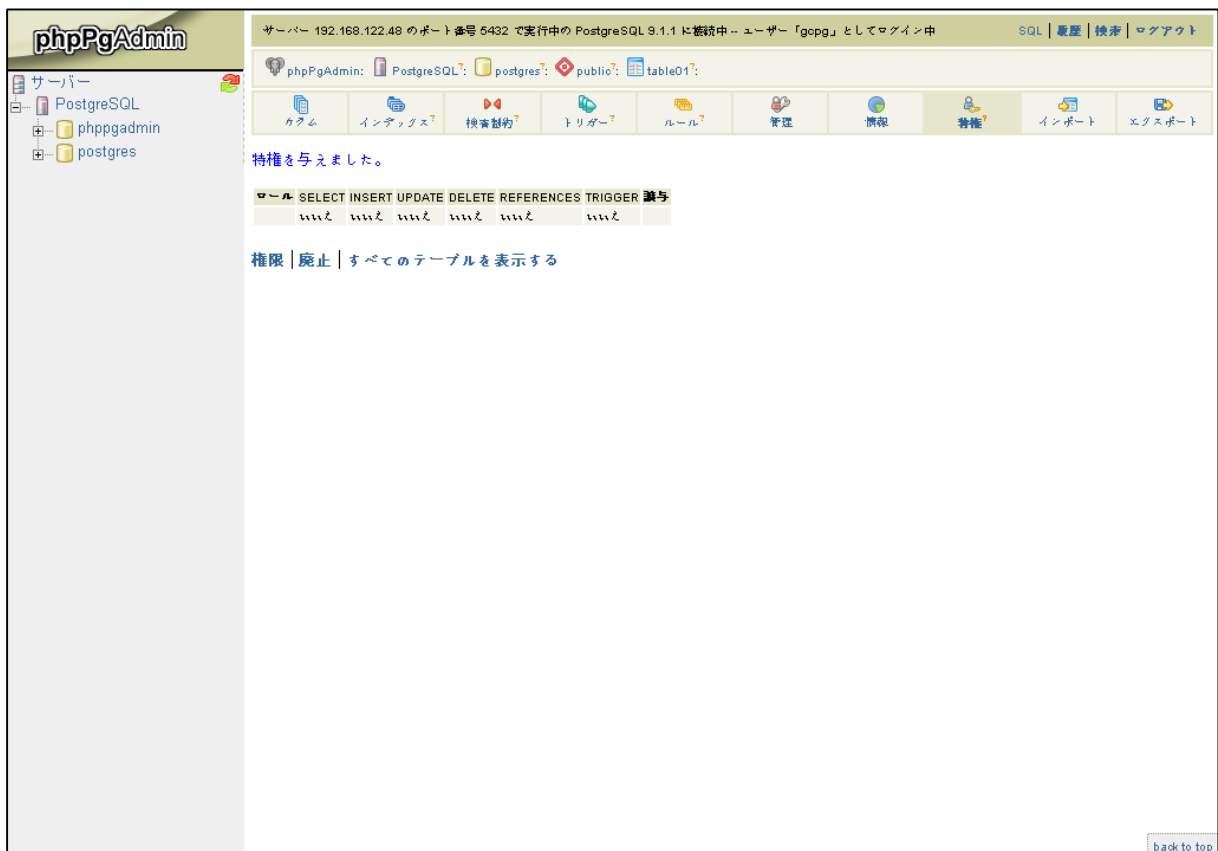 phpPgAdmin
サーバー
PostgreSQL
phppgadmin
postgres
サーバー 192.168.122.48 のポート番号 5432 で実行中の PostgreSQL 9.1.1 に接続中 -- ユーザー「gopg」としてログイン中
SQL | 履歴 | 検索 | ログアウト
phpPgAdmin: PostgreSQL?: postgres?: public?: table01?:
カラム インデックス? 検査制約? トリガー? ルール? 管理 情報 特権? インポート エクスポート
特権を与えました。
ロール SELECT INSERT UPDATE DELETE REFERENCES TRIGGER 譲与
いいえ いいえ いいえ いいえ いいえ いいえ
権限 | 廃止 | すべてのテーブルを表示する
back to top